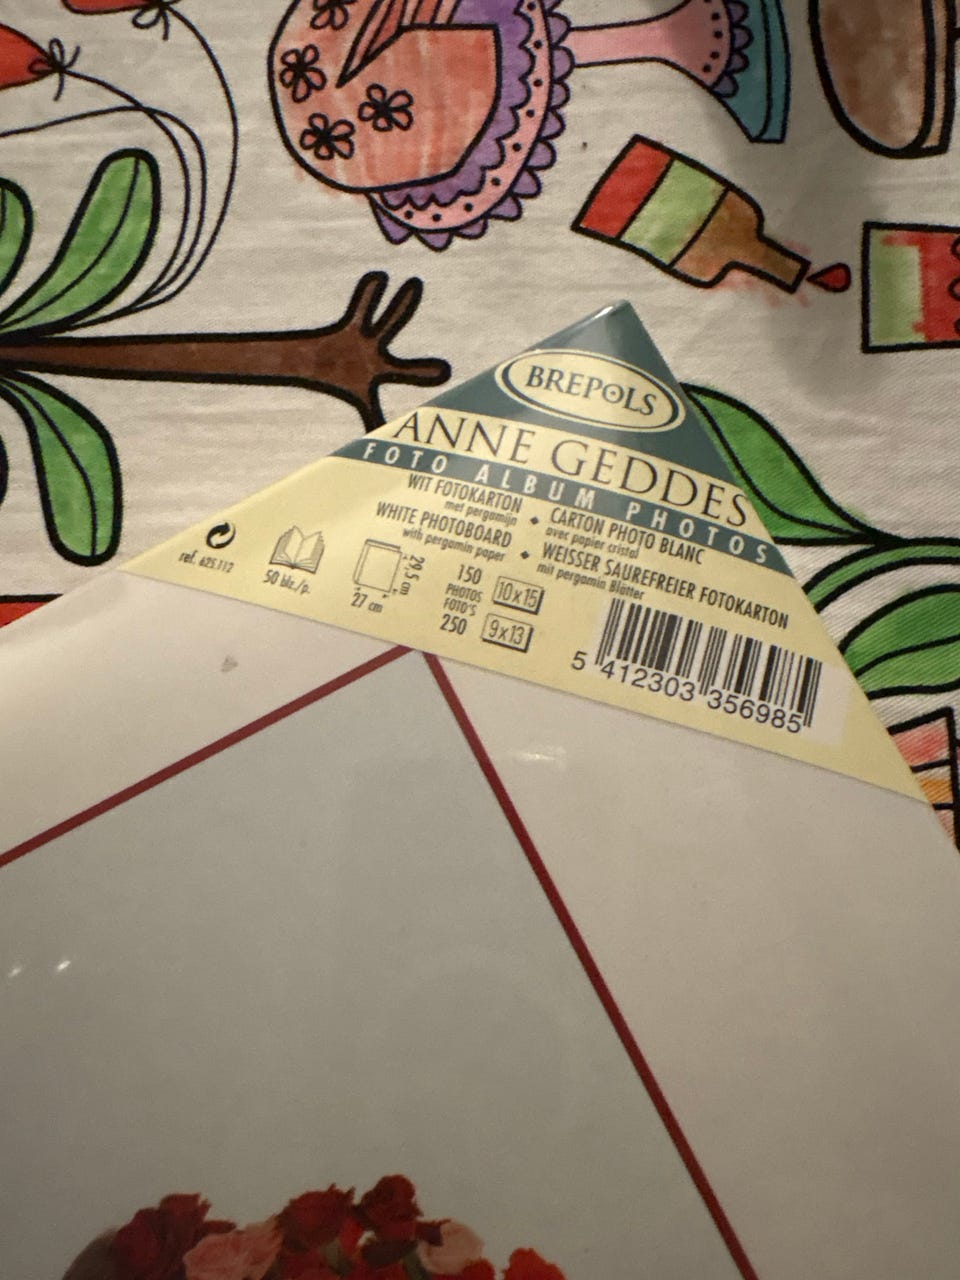 BREPOLS
ANNE GEDDES
FOTO ALBUM PHOTOS
WIT FOTOKARTON
met pergamijn
WHITE PHOTOBOARD
with pergamin paper
CARTON PHOTO BLANC
avec papier cristal
WEISSER SAUREFREIER FOTOKARTON
mit pergamin Blätter
ref. 625.112
50 blz./p.
29,5 cm
27 cm
150 10x15
PHOTOS
FOTO'S
250 9x13
5 412303 356985